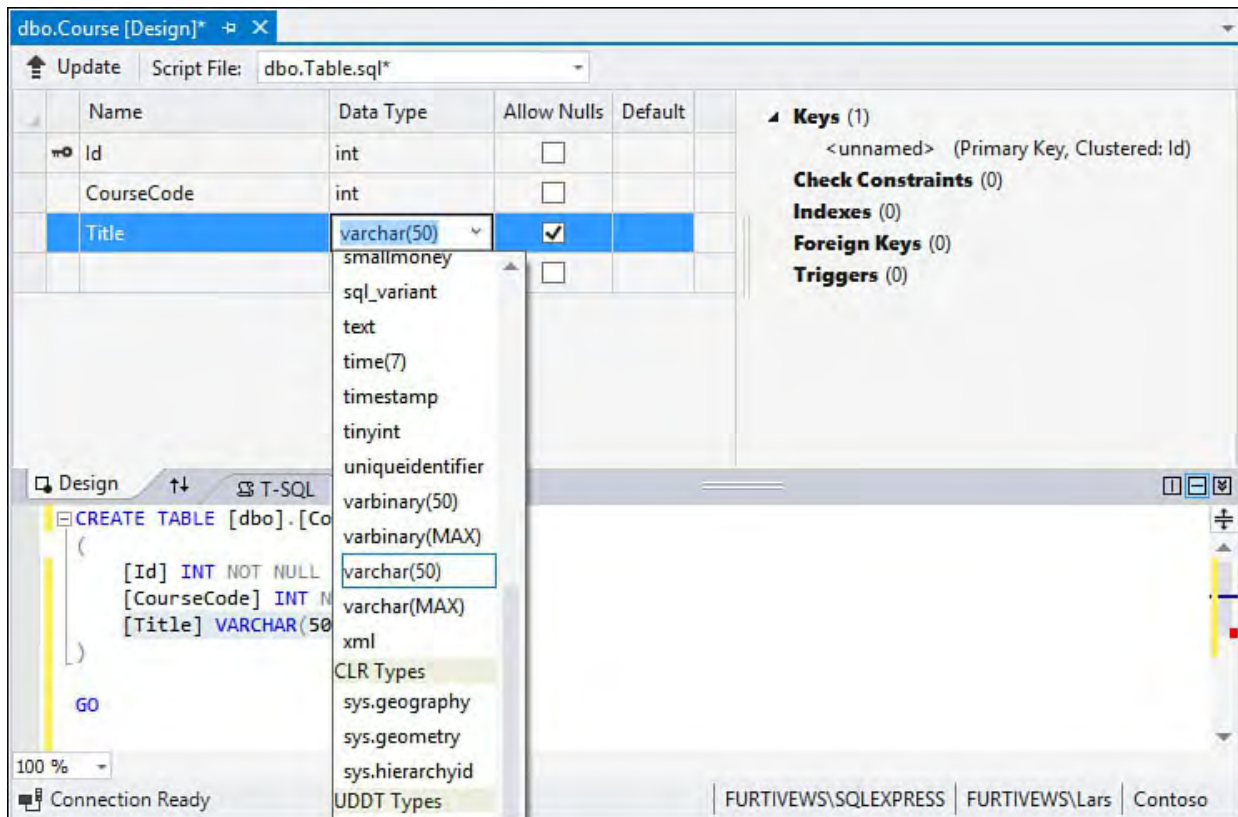 dbo.Course [Design]*
Update Script File: dbo.Table.sql*
Name Data Type Allow Nulls Default
Id int
CourseCode int
Title varchar(50)
Keys (1)
<unnamed> (Primary Key, Clustered: Id)
Check Constraints (0)
Indexes (0)
Foreign Keys (0)
Triggers (0)
smallmoney
sql_variant
text
time(7)
timestamp
tinyint
uniqueidentifier
varbinary(50)
varbinary(MAX)
varchar(50)
varchar(MAX)
xml
CLR Types
sys.geography
sys.geometry
sys.hierarchyid
UDDT Types
Design T-SQL
CREATE TABLE [dbo].[Co
(
[Id] INT NOT NULL
[CourseCode] INT N
[Title] VARCHAR(50
)
GO
100 %
Connection Ready FURTIVEWS\SQLEXPRESS FURTIVEWS\Lars Contoso